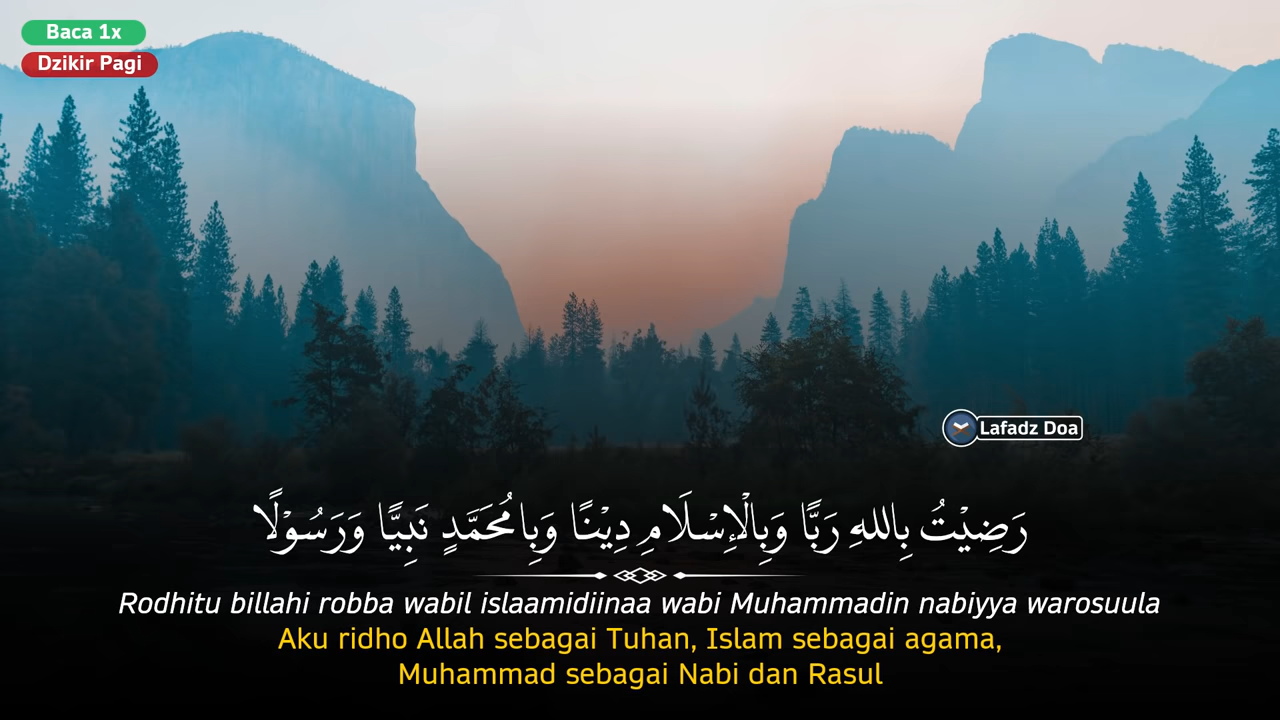 Baca 1x
Dzikir Pagi
Lafadz Doa
رَضِيْتُ بِاللهِ رَبًّا وَبِالْإِسْلَامِ دِيْنًا وَبِامُحَمَّدٍ نَبِيًّا وَرَسُوْلًا
Rodhitu billahi robba wabil islaamidiinaa wabi Muhammadin nabiyya warosuula
Aku ridho Allah sebagai Tuhan, Islam sebagai agama,
Muhammad sebagai Nabi dan Rasul